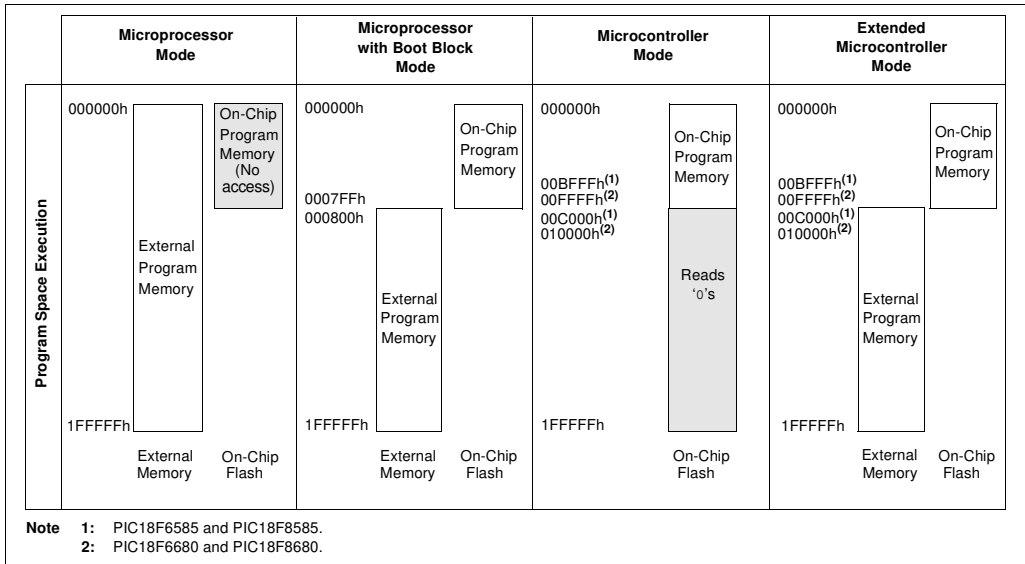 Microprocessor
Mode
Microprocessor
with Boot Block
Mode
Microcontroller
Mode
Extended
Microcontroller
Mode
Program Space Execution
000000h
On-Chip
Program
Memory
(No
access)
External
Program
Memory
1FFFFFh
External
Memory
On-Chip
Flash
000000h
On-Chip
Program
Memory
0007FFh
000800h
External
Program
Memory
1FFFFFh
External
Memory
On-Chip
Flash
000000h
On-Chip
Program
Memory
00BFFFh(1)
00FFFFh(2)
00C000h(1)
010000h(2)
Reads
‘0’s
1FFFFFh
On-Chip
Flash
000000h
On-Chip
Program
Memory
00BFFFh(1)
00FFFFh(2)
00C000h(1)
010000h(2)
External
Program
Memory
1FFFFFh
External
Memory
On-Chip
Flash
Note 1: PIC18F6585 and PIC18F8585.
2: PIC18F6680 and PIC18F8680.